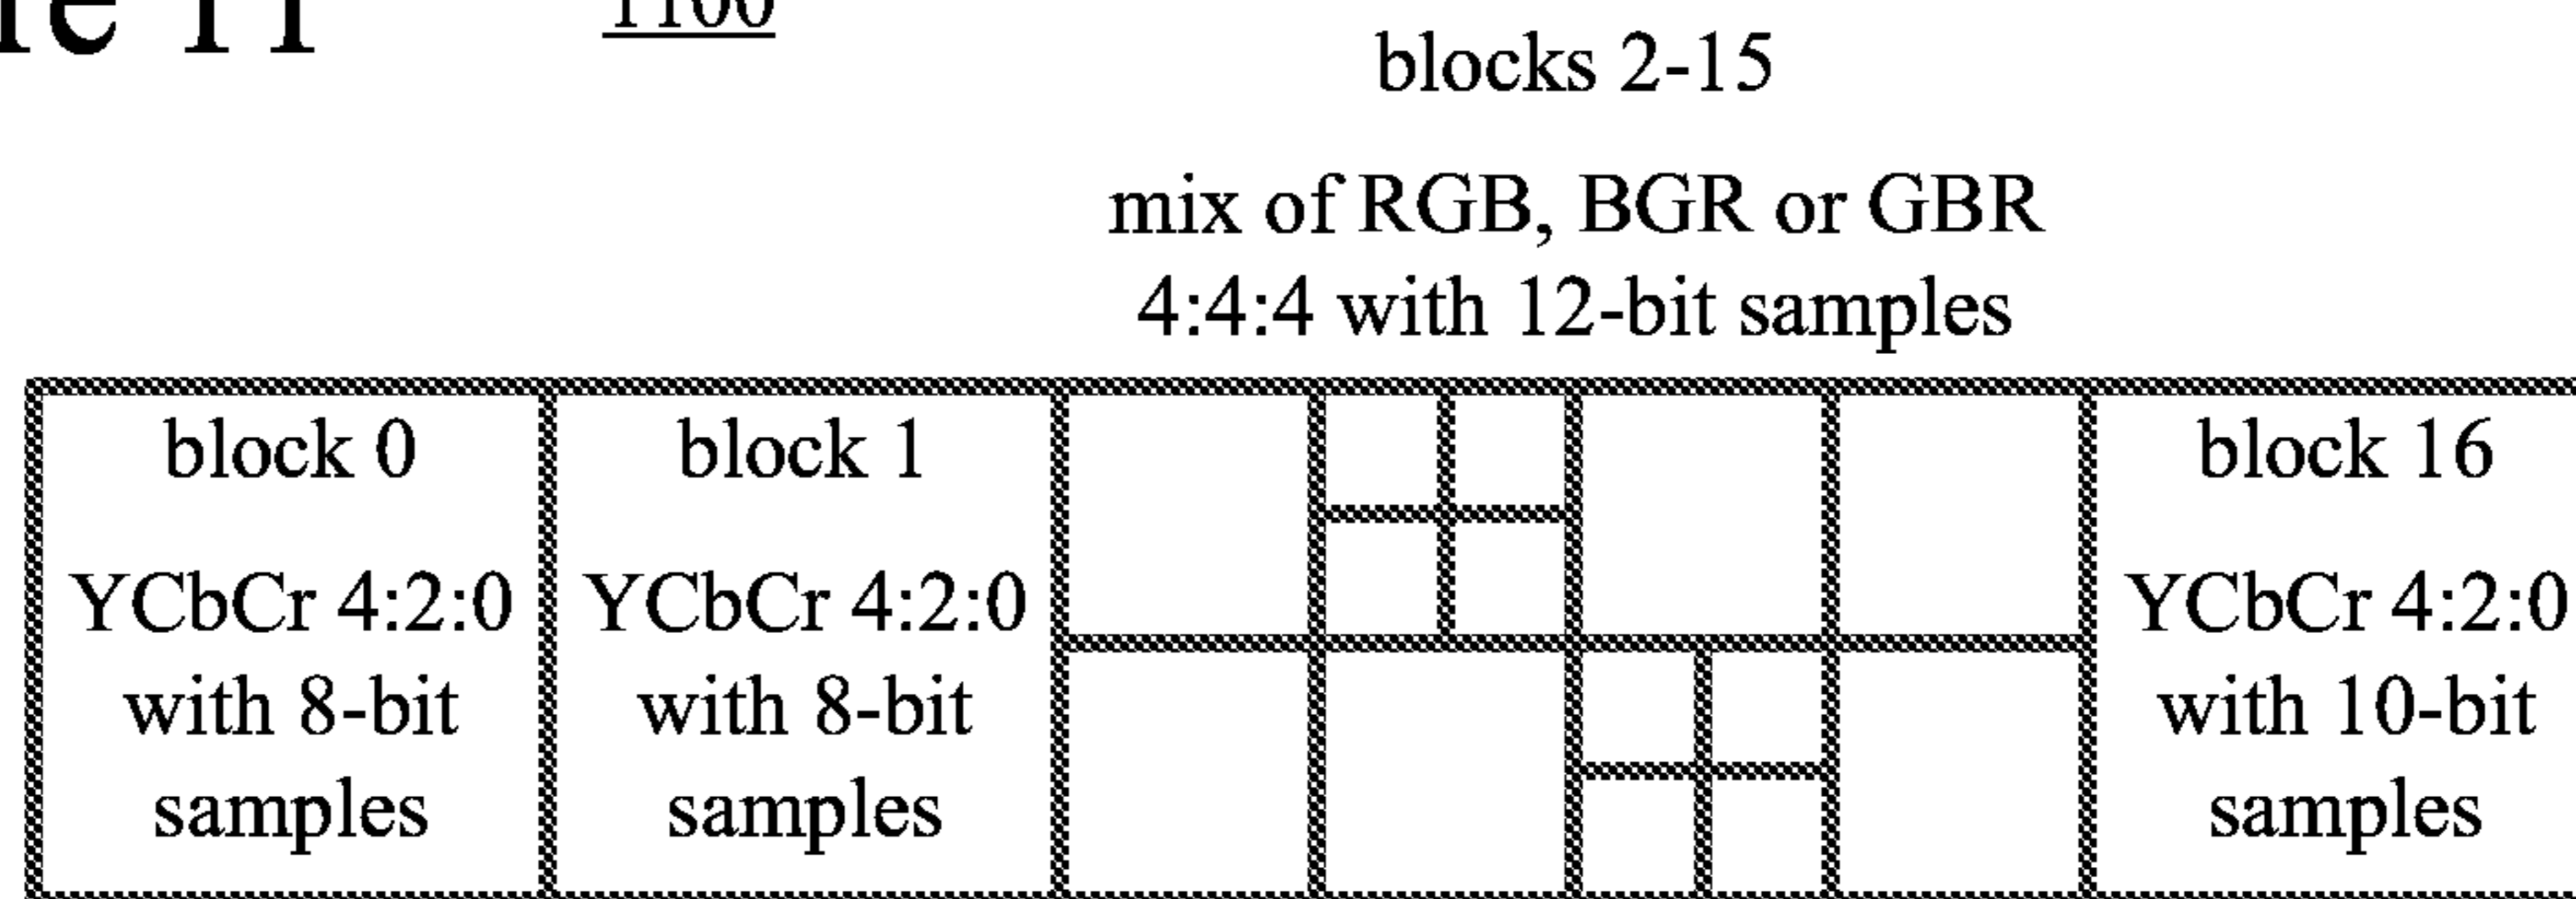 1100
blocks 2-15
mix of RGB, BGR or GBR
4:4:4 with 12-bit samples
block 0
YCbCr 4:2:0
with 8-bit
samples
block 1
YCbCr 4:2:0
with 8-bit
samples
block 16
YCbCr 4:2:0
with 10-bit
samples